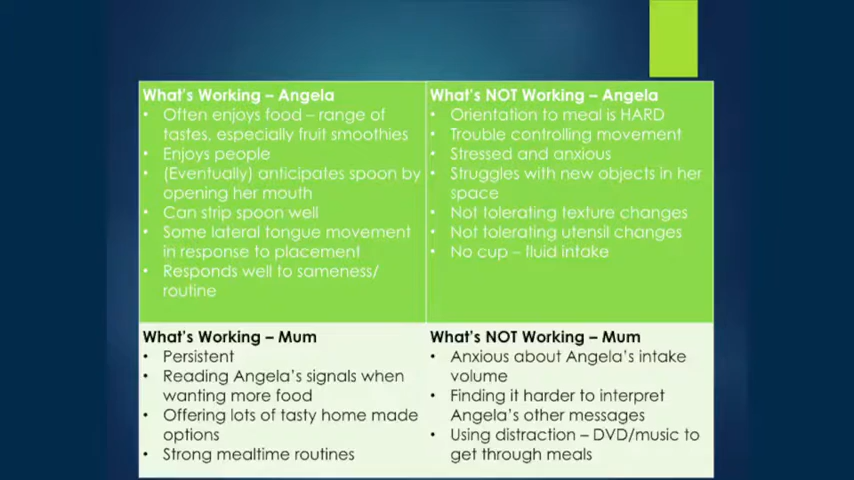 What's Working – Angela
• Often enjoys food – range of
tastes, especially fruit smoothies
• Enjoys people
• (Eventually) anticipates spoon by
opening her mouth
• Can strip spoon well
• Some lateral tongue movement
in response to placement
• Responds well to sameness/
routine
What's NOT Working – Angela
• Orientation to meal is HARD
• Trouble controlling movement
• Stressed and anxious
• Struggles with new objects in her
space
• Not tolerating texture changes
• Not tolerating utensil changes
• No cup – fluid intake
What's Working – Mum
• Persistent
• Reading Angela's signals when
wanting more food
• Offering lots of tasty home made
options
• Strong mealtime routines
What's NOT Working – Mum
• Anxious about Angela's intake
volume
• Finding it harder to interpret
Angela's other messages
• Using distraction – DVD/music to
get through meals